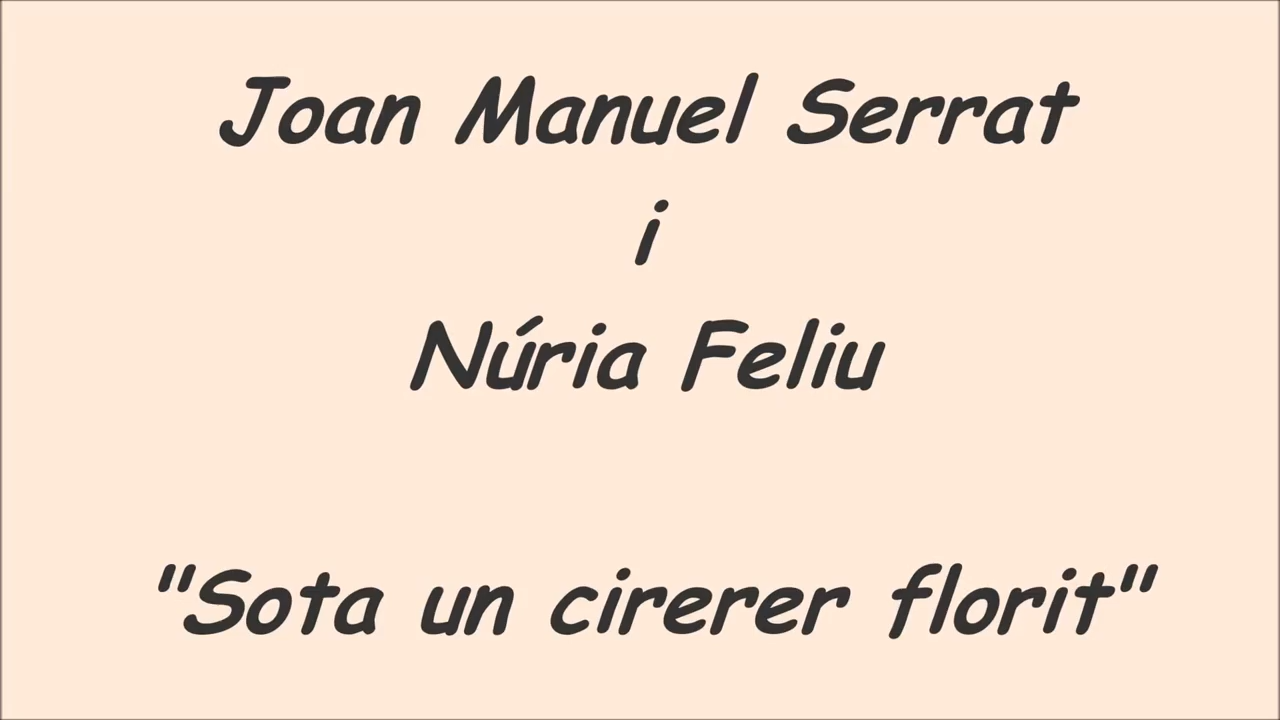 Joan Manuel Serrat
i
Núria Feliu
"Sota un cirerer florit"